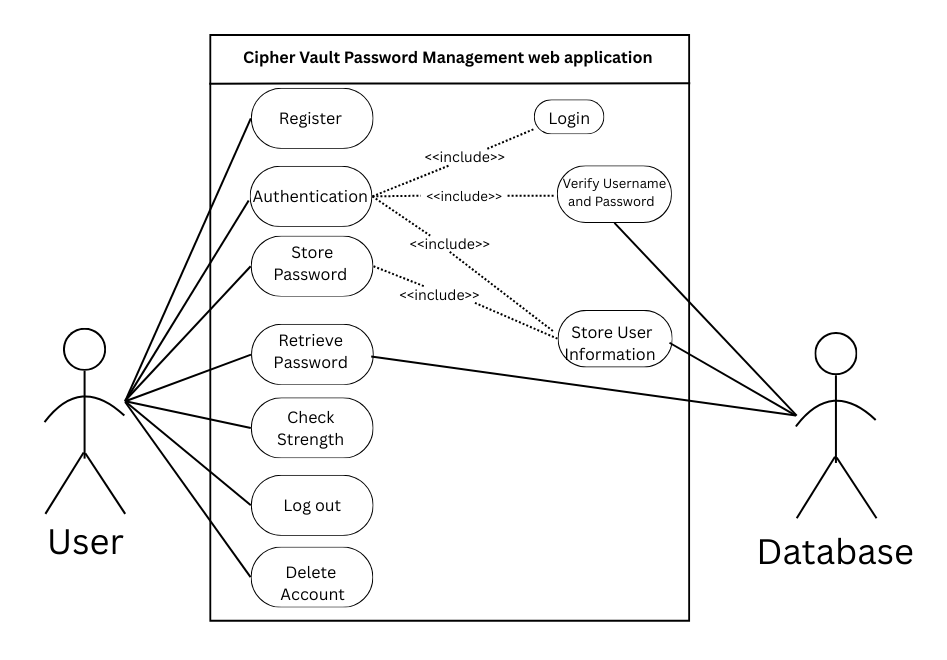 Cipher Vault Password Management web application
Register
Login
<<include>>
Authentication
<<include>>
Verify Username
and Password
Store
Password
<<include>>
<<include>>
Store User
Information
Retrieve
Password
Check
Strength
Log out
Delete
Account
User
Database